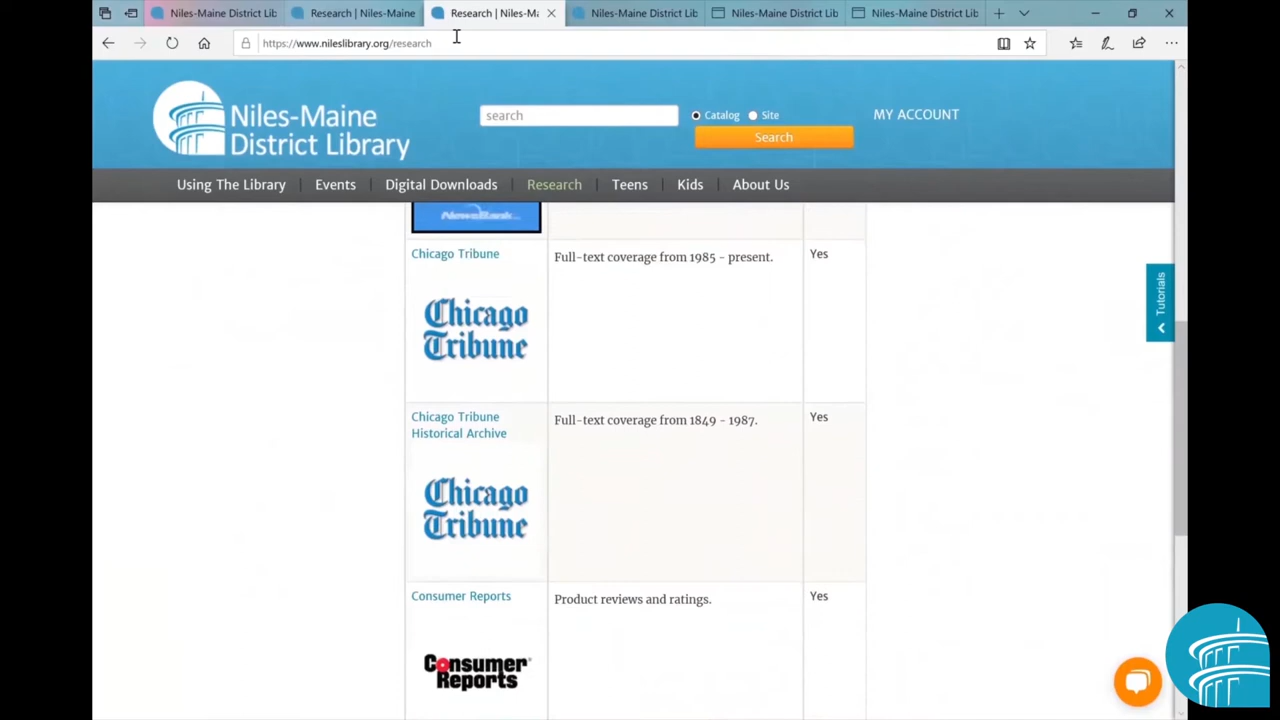 Niles-Maine District Lib
Research | Niles-Maine
Research | Niles-Ma
Niles-Maine District Lib
Niles-Maine District Lib
Niles-Maine District Lib
https://www.nileslibrary.org/research
Niles-Maine
District Library
search
Catalog
Site
Search
MY ACCOUNT
Using The Library
Events
Digital Downloads
Research
Teens
Kids
About Us
NewsBank
Chicago Tribune
Full-text coverage from 1985 - present.
Yes
Chicago
Tribune
Chicago Tribune
Historical Archive
Full-text coverage from 1849 - 1987.
Yes
Chicago
Tribune
Consumer Reports
Product reviews and ratings.
Yes
Consumer
Reports
Tutorials